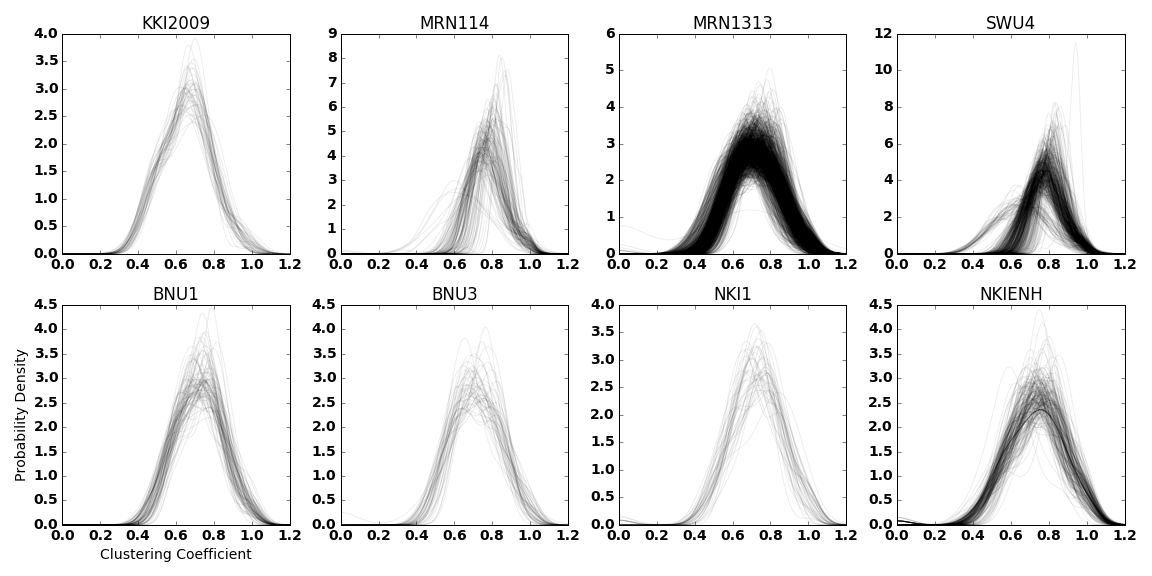 KKI2009 MRN114 MRN1313 SWU4
4.0 9 6 12
3.5 8 5 10
3.0 7 4 8
2.5 6 3 6
2.0 5 2 4
1.5 4 1 2
1.0 3 0 0
0.5 2
0.0 1
0
0.0 0.2 0.4 0.6 0.8 1.0 1.2 0.0 0.2 0.4 0.6 0.8 1.0 1.2 0.0 0.2 0.4 0.6 0.8 1.0 1.2 0.0 0.2 0.4 0.6 0.8 1.0 1.2
BNU1 BNU3 NKI1 NKIENH
4.5 4.5 4.0 4.5
4.0 4.0 3.5 4.0
3.5 3.5 3.0 3.5
3.0 3.0 2.5 3.0
2.5 2.5 2.0 2.5
2.0 2.0 1.5 2.0
1.5 1.5 1.0 1.5
1.0 1.0 0.5 1.0
0.5 0.5 0.0 0.5
0.0 0.0 0.0
0.0 0.2 0.4 0.6 0.8 1.0 1.2 0.0 0.2 0.4 0.6 0.8 1.0 1.2 0.0 0.2 0.4 0.6 0.8 1.0 1.2 0.0 0.2 0.4 0.6 0.8 1.0 1.2
Probability Density
Clustering Coefficient